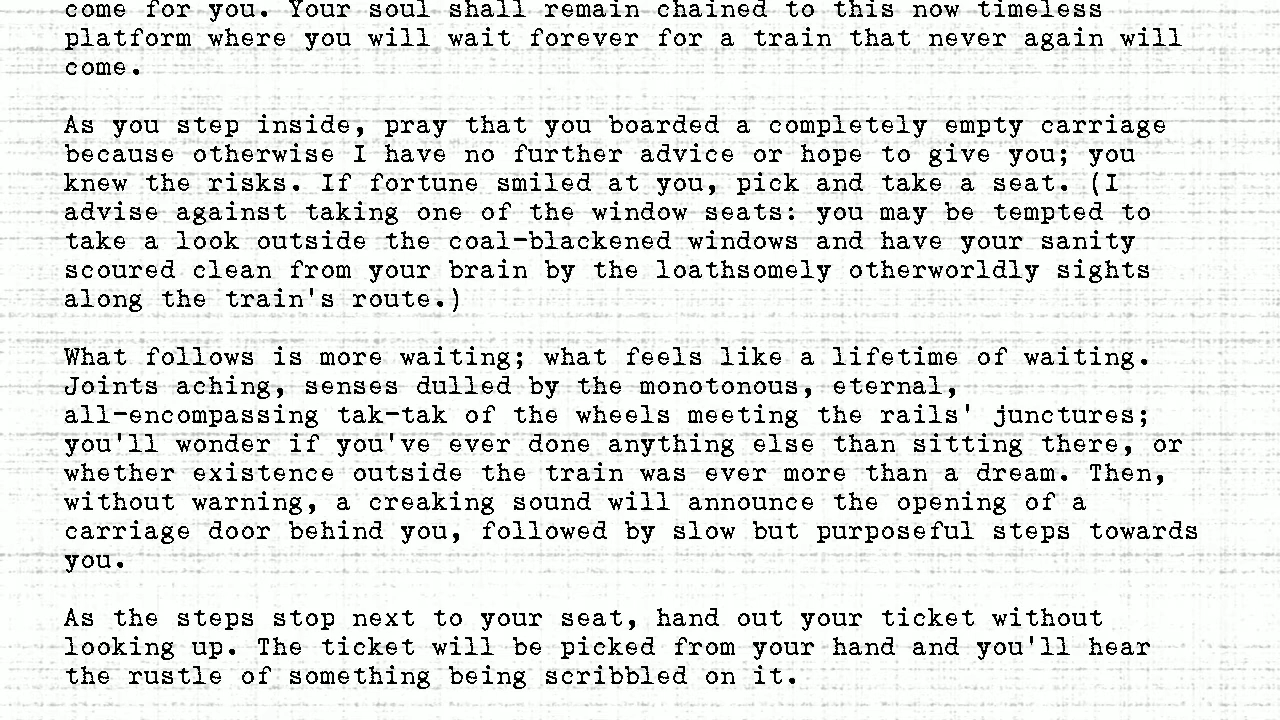 come for you. Your soul shall remain chained to this now timeless
platform where you will wait forever for a train that never again will
come.
As you step inside, pray that you boarded a completely empty carriage
because otherwise I have no further advice or hope to give you; you
knew the risks. If fortune smiled at you, pick and take a seat. (I
advise against taking one of the window seats: you may be tempted to
take a look outside the coal-blackened windows and have your sanity
scoured clean from your brain by the loathsomely otherworldly sights
along the train's route.)
What follows is more waiting; what feels like a lifetime of waiting.
Joints aching, senses dulled by the monotonous, eternal,
all-encompassing tak-tak of the wheels meeting the rails' junctures;
you'll wonder if you've ever done anything else than sitting there, or
whether existence outside the train was ever more than a dream. Then,
without warning, a creaking sound will announce the opening of a
carriage door behind you, followed by slow but purposeful steps towards
you.
As the steps stop next to your seat, hand out your ticket without
looking up. The ticket will be picked from your hand and you'll hear
the rustle of something being scribbled on it.